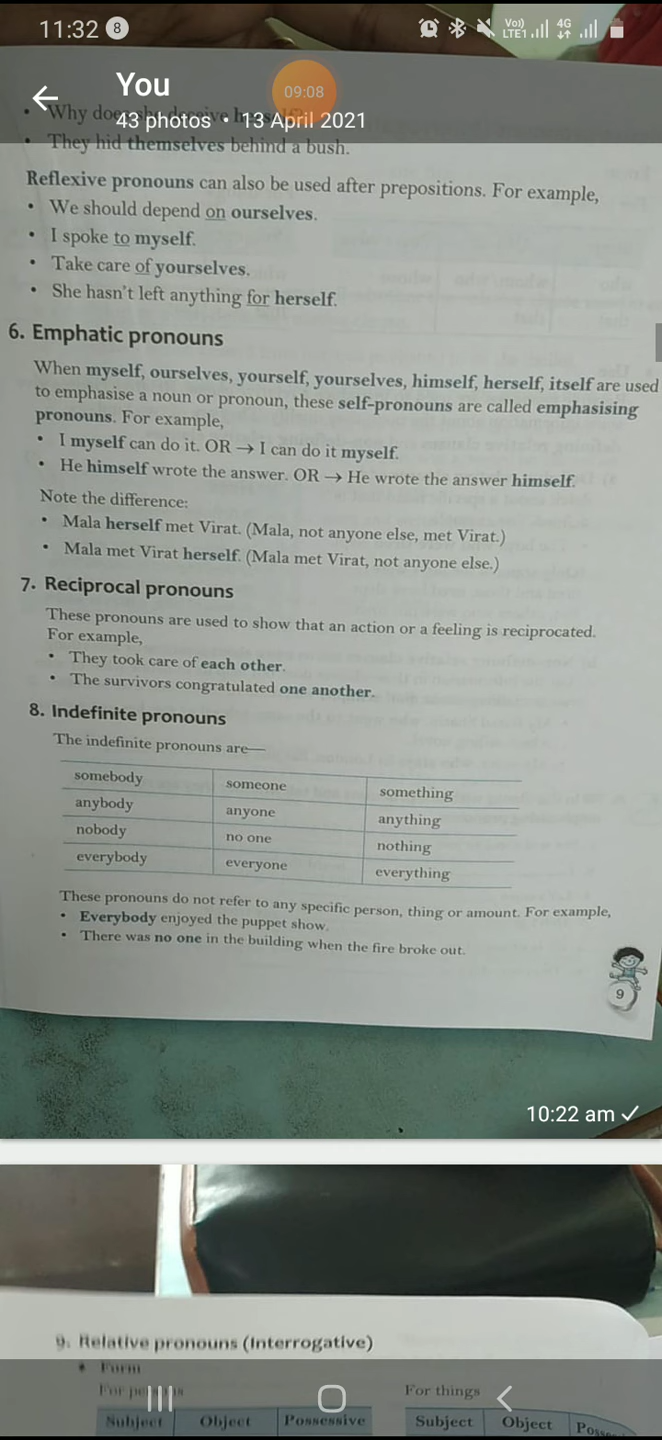 11:32 8 Vo) LTE1 4G
You
09:08
43 photos • 13 April 2021
• Why does she deceive herself?
• They hid themselves behind a bush.
Reflexive pronouns can also be used after prepositions. For example,
• We should depend on ourselves.
• I spoke to myself.
• Take care of yourselves.
• She hasn't left anything for herself.
6. Emphatic pronouns
When myself, ourselves, yourself, yourselves, himself, herself, itself are used
to emphasise a noun or pronoun, these self-pronouns are called emphasising
pronouns. For example,
• I myself can do it. OR → I can do it myself.
• He himself wrote the answer. OR → He wrote the answer himself.
Note the difference:
• Mala herself met Virat. (Mala, not anyone else, met Virat.)
• Mala met Virat herself. (Mala met Virat, not anyone else.)
7. Reciprocal pronouns
These pronouns are used to show that an action or a feeling is reciprocated.
For example,
• They took care of each other.
• The survivors congratulated one another.
8. Indefinite pronouns
The indefinite pronouns are—
somebody someone something
anybody anyone anything
nobody no one nothing
everybody everyone everything
These pronouns do not refer to any specific person, thing or amount. For example,
• Everybody enjoyed the puppet show.
• There was no one in the building when the fire broke out.
9
10:22 am ✓
9. Relative pronouns (Interrogative)
• Form
For persons For things
Subject Object Possessive Subject Object